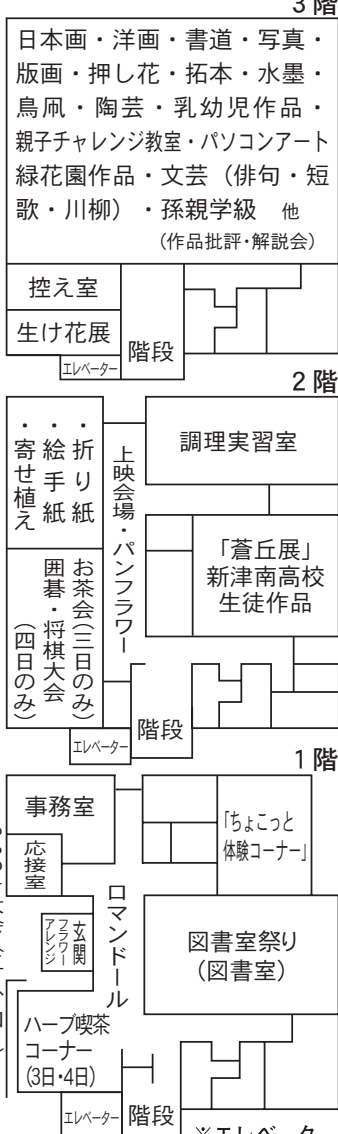 3階
日本画・洋画・書道・写真・
版画・押し花・拓本・水墨・
鳥凧・陶芸・乳幼児作品・
親子チャレンジ教室・パソコンアート
緑花園作品・文芸（俳句・短
歌・川柳）・孫親学級　他
（作品批評・解説会）
控え室
生け花展
エレベーター
階段
2階
・折り紙
・絵手紙
・寄せ植え
上映会場・パンフラワー
調理実習室
お茶会（三日のみ）
囲碁・将棋大会
（四日のみ）
「蒼丘展」
新津南高校
生徒作品
エレベーター
階段
1階
事務室
応接室
「ちょこっと
体験コーナー」
ロマンドール
玄関
フラワー
アレンジ
図書室祭り
（図書室）
ハーブ喫茶
コーナー
（3日・4日）
エレベーター
階段
※エレベータ